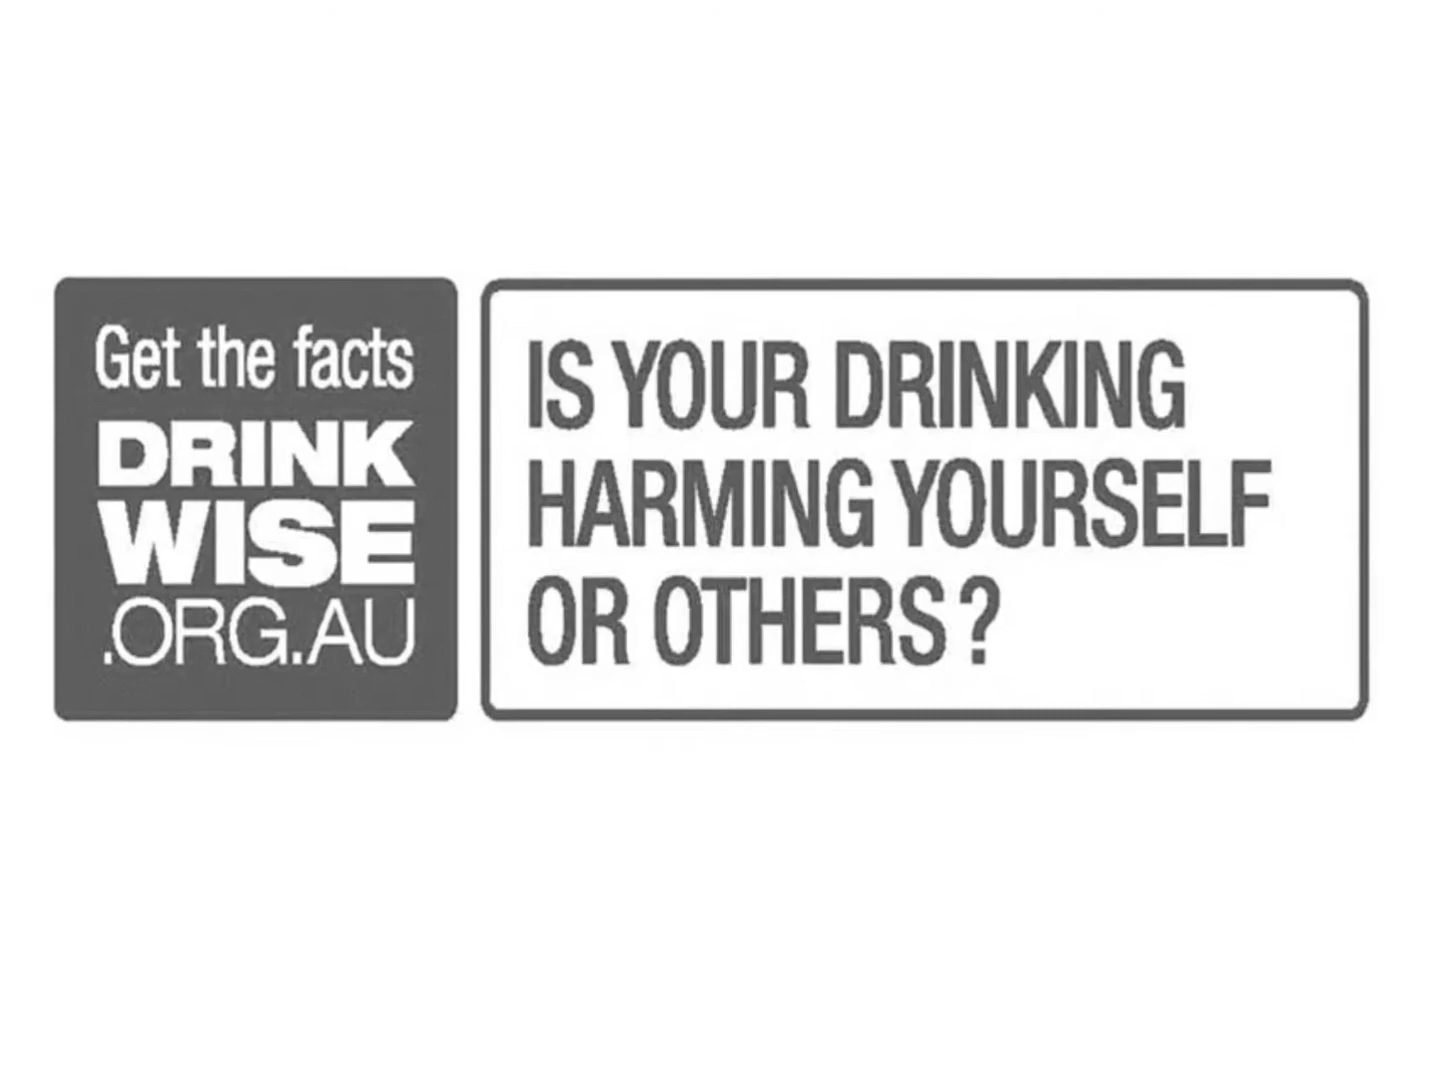 Get the facts
DRINK
WISE
.ORG.AU
IS YOUR DRINKING
HARMING YOURSELF
OR OTHERS?